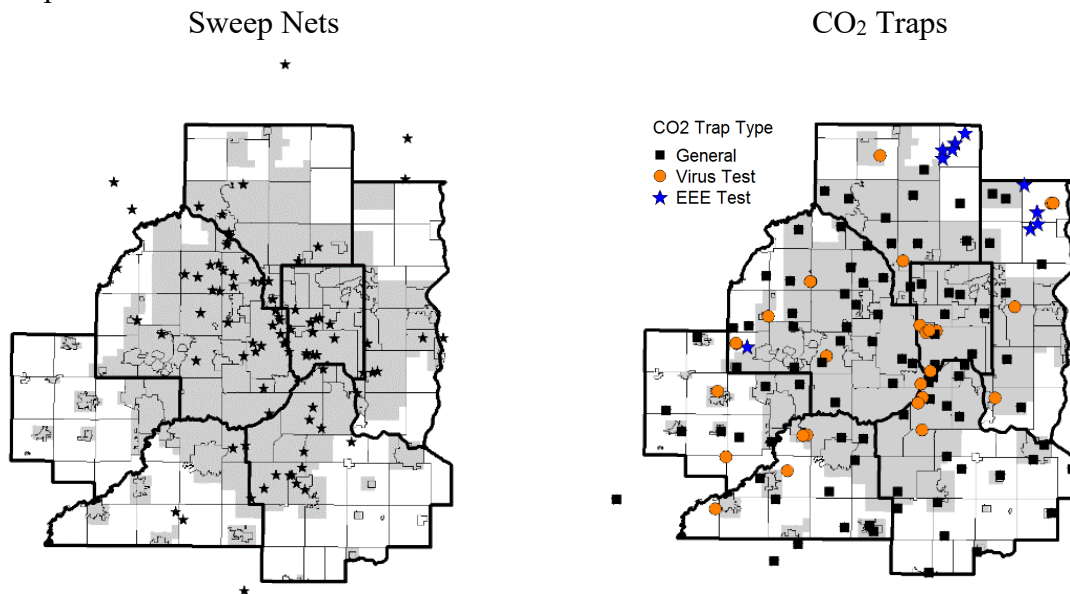 Sweep Nets
CO₂ Traps
CO2 Trap Type
General
Virus Test
EEE Test